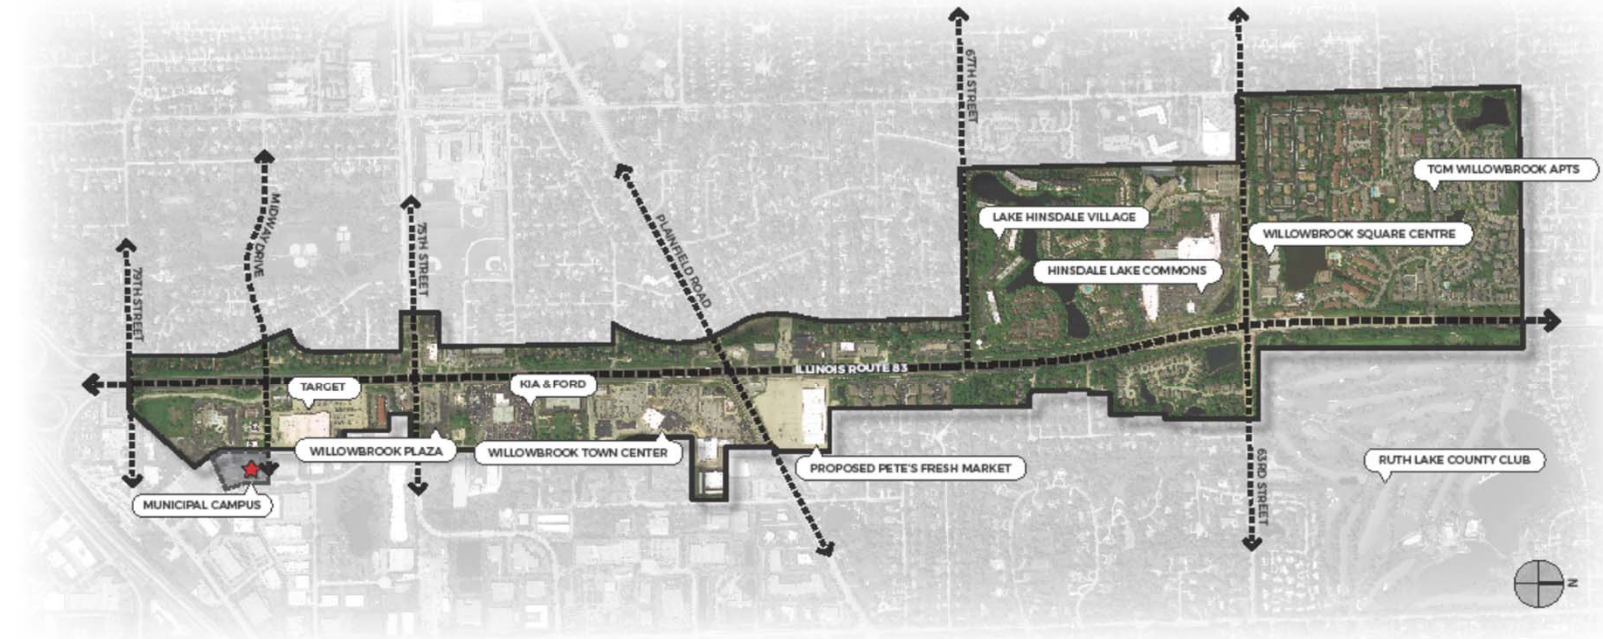 67TH STREET
TGM WILLOWBROOK APTS
LAKE HINSDALE VILLAGE
WILLOWBROOK SQUARE CENTRE
HINSDALE LAKE COMMONS
MIDWAY DRIVE
75TH STREET
PLAINFIELD ROAD
79TH STREET
ILLINOIS ROUTE 83
TARGET
KIA & FORD
WILLOWBROOK PLAZA
WILLOWBROOK TOWN CENTER
PROPOSED PETE'S FRESH MARKET
RUTH LAKE COUNTY CLUB
63RD STREET
MUNICIPAL CAMPUS
N